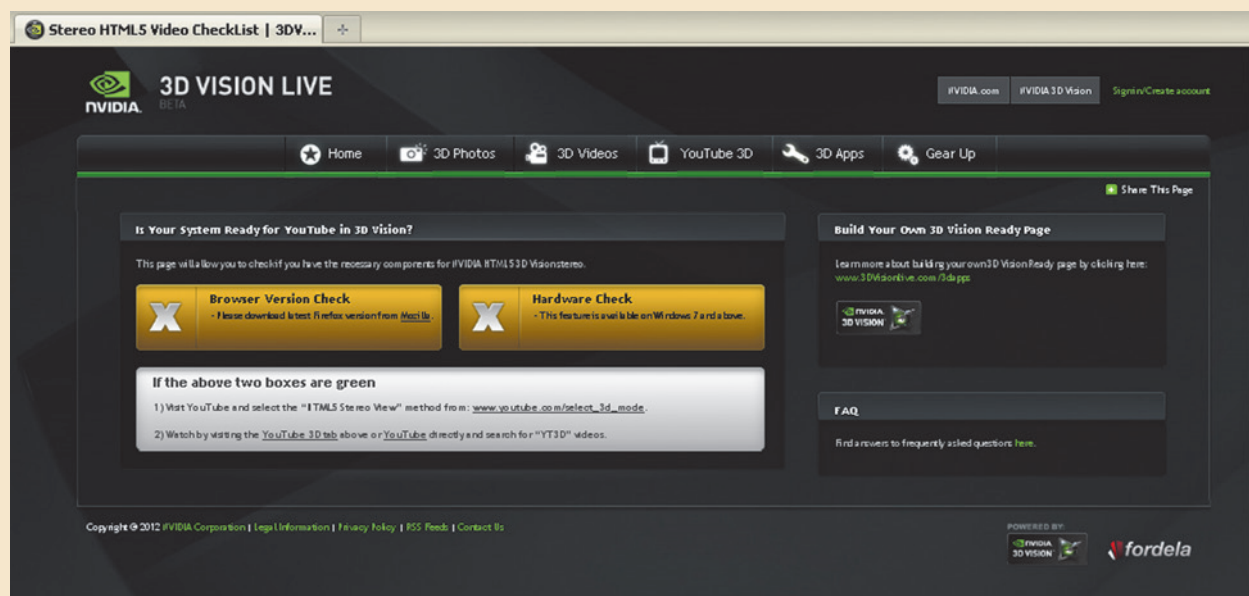 Stereo HTML5 Video CheckList | 3DV...
NVIDIA.
3D VISION LIVE
BETA
NVIDIA.com
NVIDIA 3D Vision
Signin/Create account
Home
3D Photos
3D Videos
YouTube 3D
3D Apps
Gear Up
Share This Page
Is Your System Ready for YouTube in 3D Vision?
This page will allow you to check if you have the necessary components for NVIDIA HTML5 3D Vision stereo.
Browser Version Check
- Please download latest Firefox version from Mozilla.
Hardware Check
- This feature is available on Windows 7 and above.
If the above two boxes are green
1) Visit YouTube and select the "HTML5 Stereo View" method from: www.youtube.com/select_3d_mode.
2) Watch by visiting the YouTube 3D tab above or YouTube directly and search for "YT3D" videos.
Build Your Own 3D Vision Ready Page
Learn more about building your own 3D Vision Ready page by clicking here:
www.3DVisionlive.com/3dapps
NVIDIA
3D VISION
FAQ
Find answers to frequently asked questions here.
Copyright © 2012 NVIDIA Corporation | Legal Information | Privacy Policy | RSS Feeds | Contact Us
POWERED BY:
NVIDIA
3D VISION
fordela